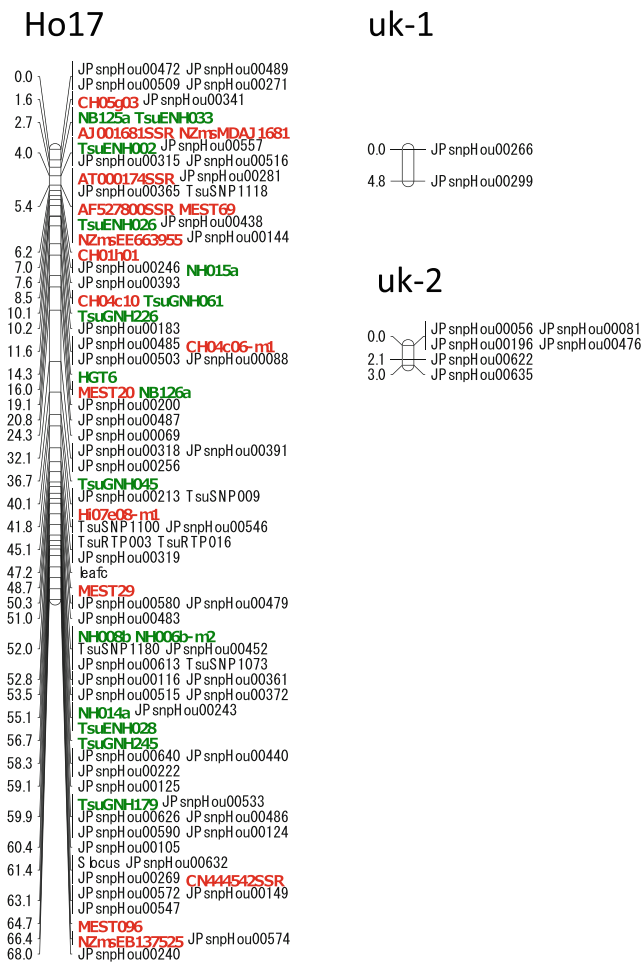 Ho17
0.0
JPsnpHou00472 JPsnpHou00489
JPsnpHou00509 JPsnpHou00271
1.6
CH05g03 JPsnpHou00341
2.7
NB125a TsuENH033
AJ001681SSR NZmsMDAJ1681
4.0
TsuENH002 JPsnpHou00557
JPsnpHou00315 JPsnpHou00516
AT000174SSR JPsnpHou00281
JPsnpHou00365 TsuSNP1118
5.4
AF527800SSR MEST69
TsuENH026 JPsnpHou00438
NZmsEE663955 JPsnpHou00144
6.2
CH01h01
7.0
JPsnpHou00246 NH015a
7.6
JPsnpHou00393
8.5
CH04c10 TsuGNH061
10.1
TsuGNH226
10.2
JPsnpHou00183
11.6
JPsnpHou00485 CH04c06-m1
JPsnpHou00503 JPsnpHou00088
14.3
HGT6
16.0
MEST20 NB126a
19.1
JPsnpHou00200
20.8
JPsnpHou00487
24.3
JPsnpHou00069
32.1
JPsnpHou00318 JPsnpHou00391
JPsnpHou00256
36.7
TsuGNH045
40.1
JPsnpHou00213 TsuSNP009
Hi07e08-m1
41.8
TsuSNP1100 JPsnpHou00546
45.1
TsuRTP003 TsuRTP016
JPsnpHou00319
47.2
leafc
48.7
MEST29
50.3
JPsnpHou00580 JPsnpHou00479
51.0
JPsnpHou00483
52.0
NH008b NH006b-m2
TsuSNP1180 JPsnpHou00452
JPsnpHou00613 TsuSNP1073
52.8
JPsnpHou00116 JPsnpHou00361
53.5
JPsnpHou00515 JPsnpHou00372
55.1
NH014a JPsnpHou00243
TsuENH028
56.7
TsuGNH245
58.3
JPsnpHou00640 JPsnpHou00440
JPsnpHou00222
59.1
JPsnpHou00125
59.9
TsuGNH179 JPsnpHou00533
JPsnpHou00626 JPsnpHou00486
JPsnpHou00590 JPsnpHou00124
60.4
JPsnpHou00105
61.4
S locus JPsnpHou00632
JPsnpHou00269 CN444542SSR
63.1
JPsnpHou00572 JPsnpHou00149
JPsnpHou00547
64.7
MEST096
66.4
NZmsEB137525 JPsnpHou00574
68.0
JPsnpHou00240
uk-1
0.0 JPsnpHou00266
4.8 JPsnpHou00299
uk-2
0.0
JPsnpHou00056 JPsnpHou00081
JPsnpHou00196 JPsnpHou00476
2.1 JPsnpHou00622
3.0 JPsnpHou00635